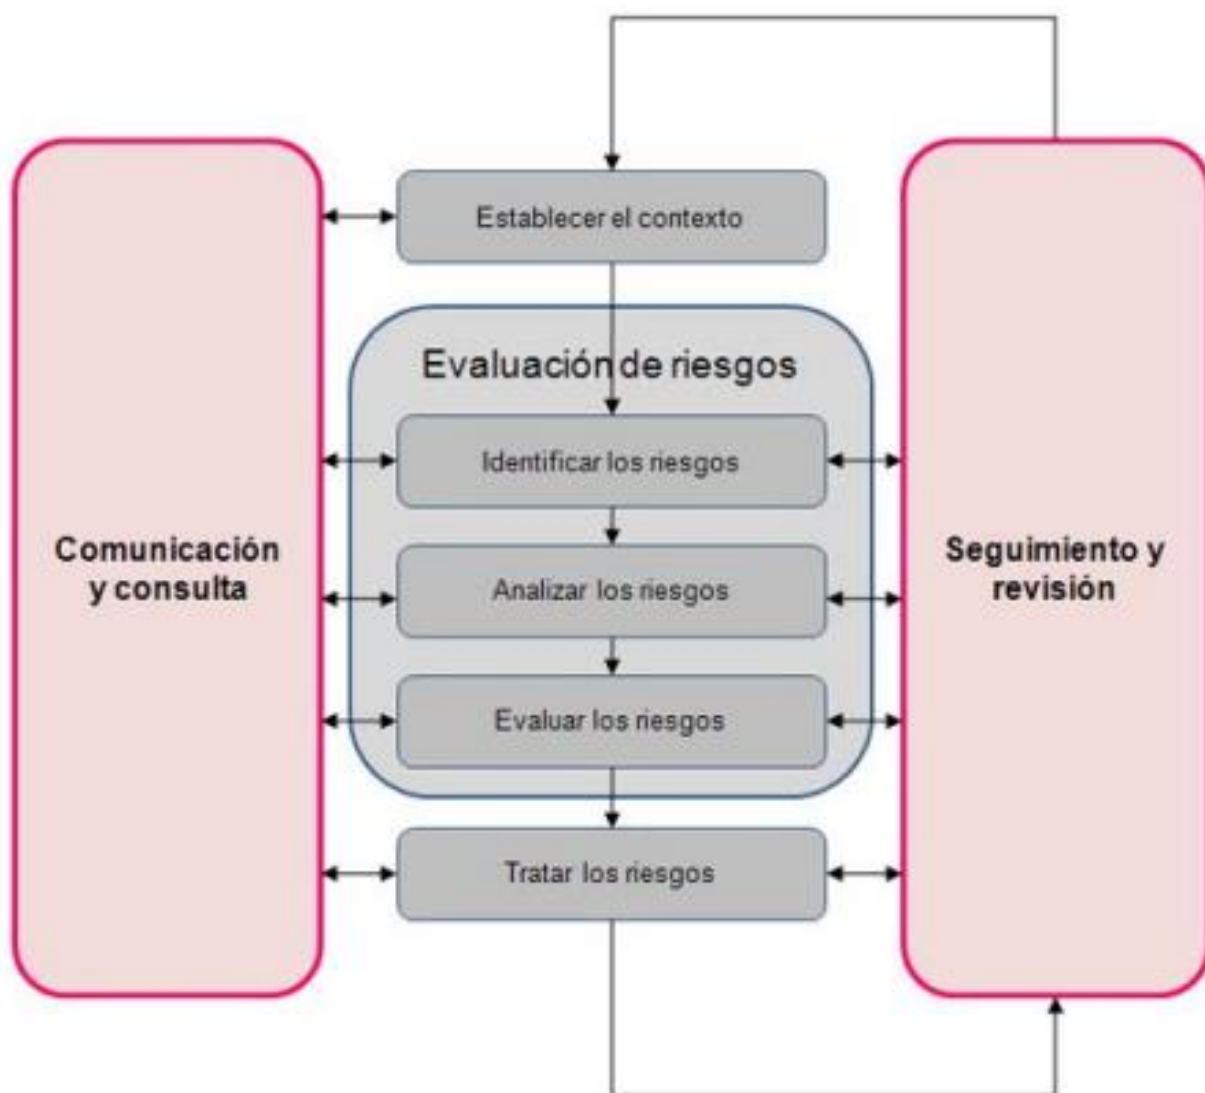 Establecer el contexto
Evaluación de riesgos
Identificar los riesgos
Comunicación
y consulta
Analizar los riesgos
Seguimiento y
revisión
Evaluar los riesgos
Tratar los riesgos